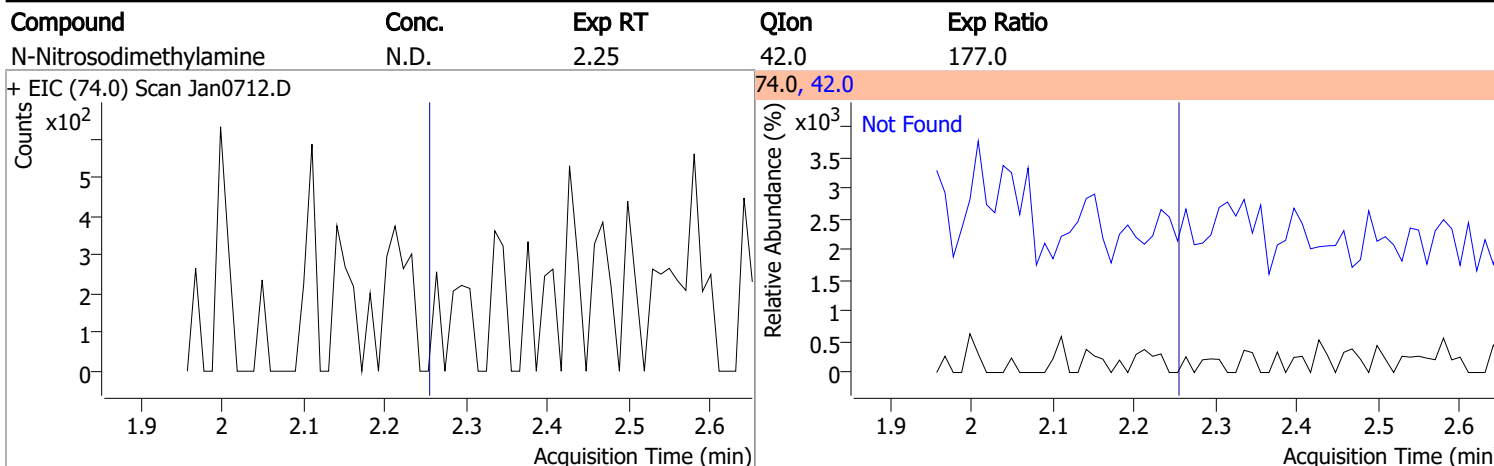 Compound Conc. Exp RT QIon Exp Ratio
N-Nitrosodimethylamine N.D. 2.25 42.0 177.0
+ EIC (74.0) Scan Jan0712.D
Counts
x10²
5
4
3
2
1
0
1.9 2 2.1 2.2 2.3 2.4 2.5 2.6
Acquisition Time (min)
74.0, 42.0
Relative Abundance (%)
x10³
Not Found
3.5
3
2.5
2
1.5
1
0.5
0
1.9 2 2.1 2.2 2.3 2.4 2.5 2.6
Acquisition Time (min)